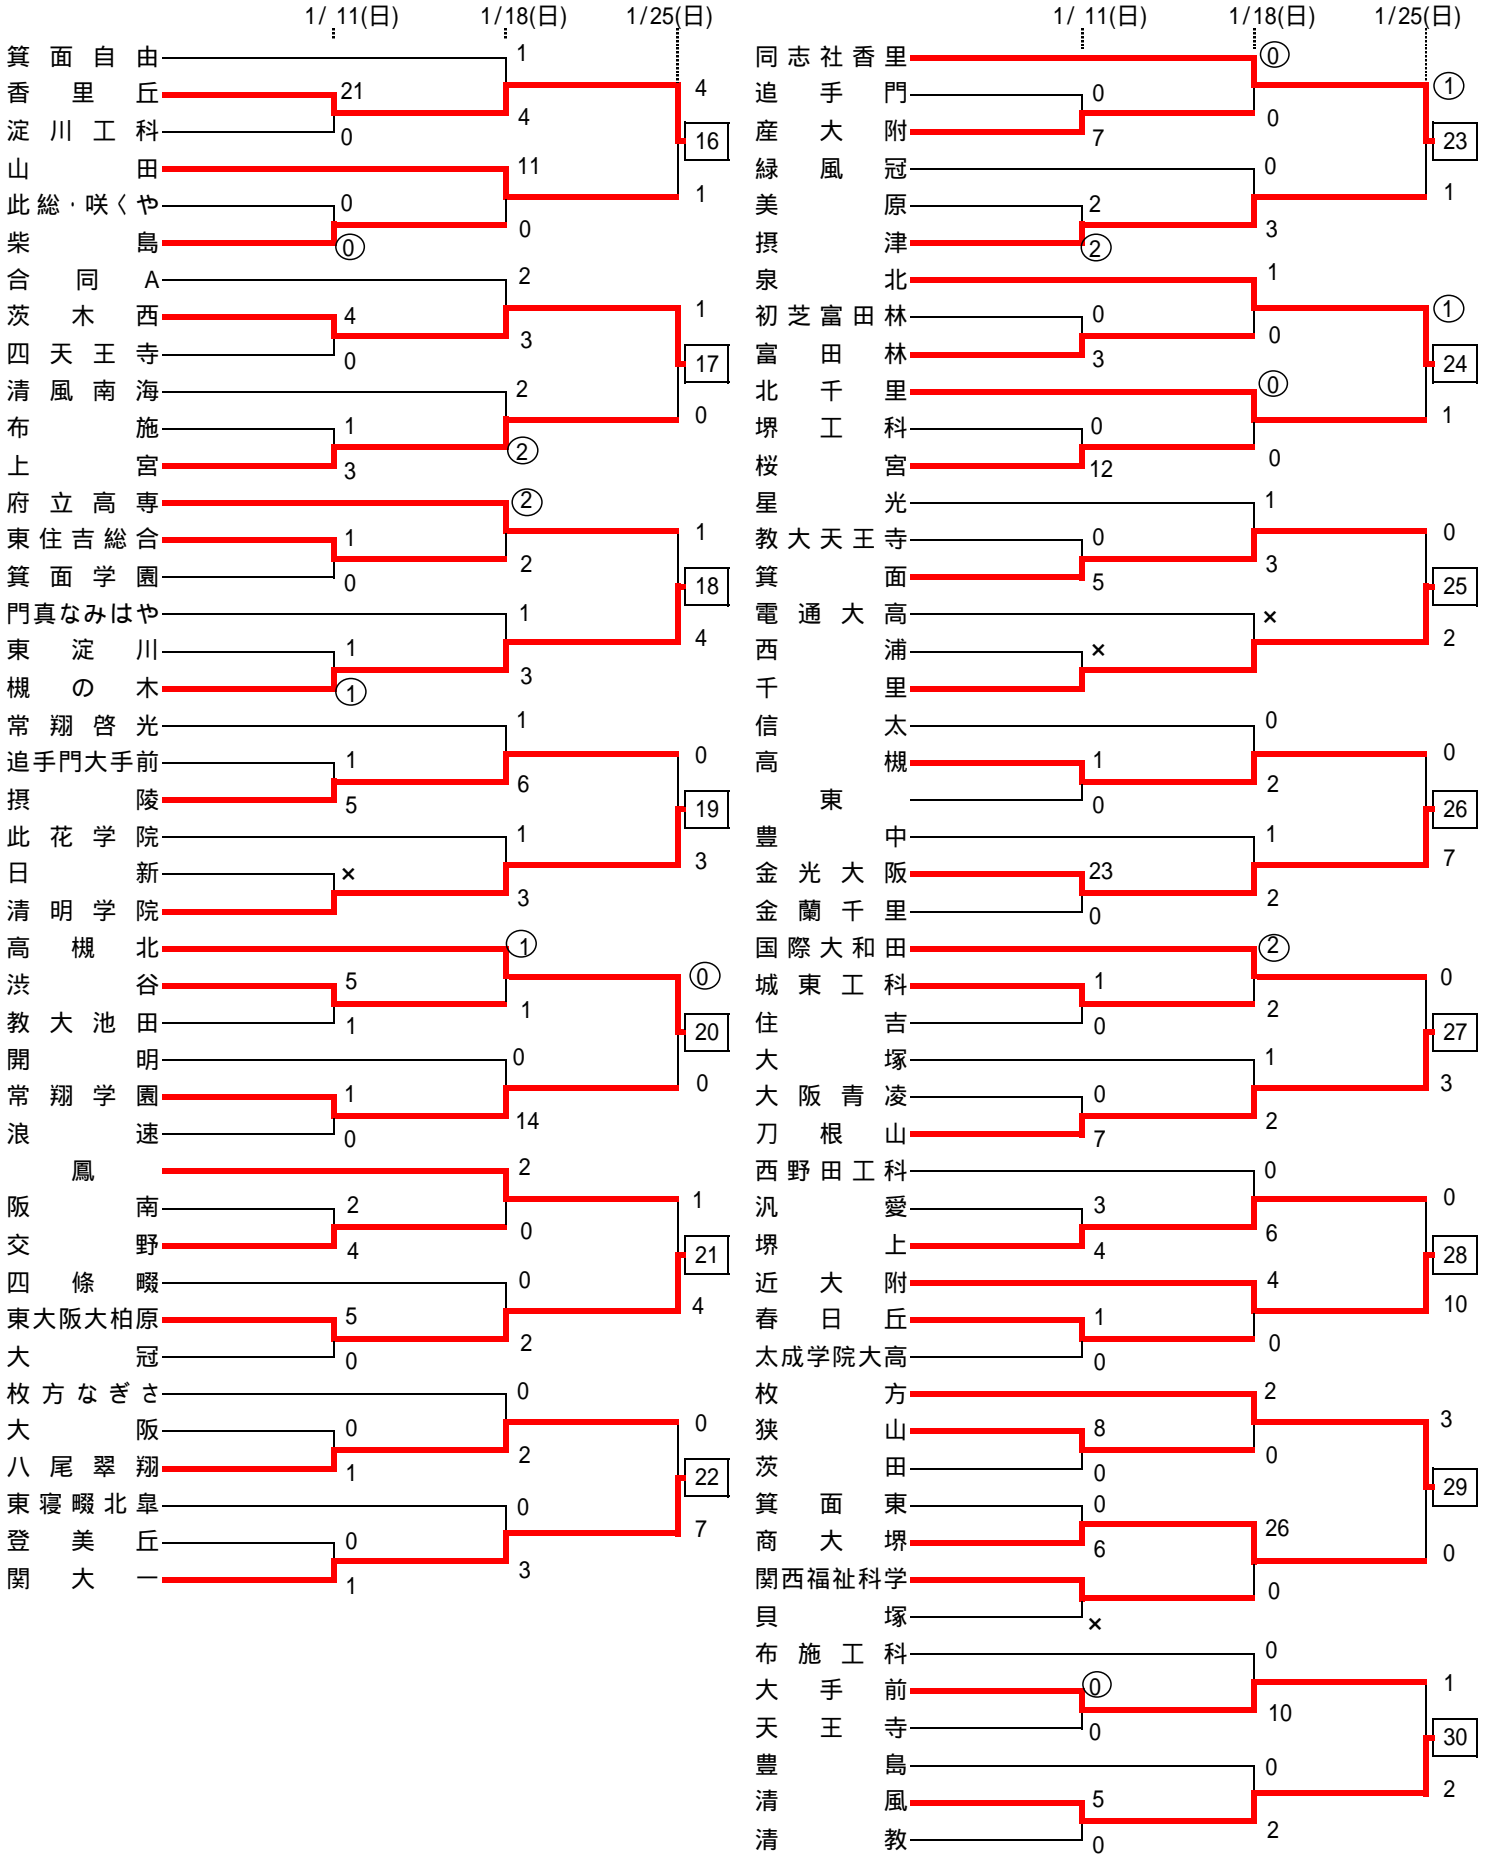 1/ 11(日) 1/18(日) 1/25(日)
箕面自由 1
香里丘 21 4
淀川工科 0 4 16
山田 11 1
此総・咲くや 0
柴島 0 0
合同A 2
茨木西 4 1
四天王寺 0 3 17
清風南海 2 0
布施 1
上宮 3 2
府立高専 2
東住吉総合 1 1
箕面学園 0 2 18
門真なみはや 1 4
東淀川 1
槻の木 1 3
常翔啓光 1
追手門大手前 1 0
摂陵 5 6 19
此花学院 1 3
日新 ×
清明学院 3
高槻北 1
渋谷 5 0
教大池田 1 1 20
開明 0 0
常翔学園 1
浪速 0 14
鳳 2
阪南 2 1
交野 4 0 21
四條畷 0 4
東大阪大柏原 5
大冠 0 2
枚方なぎさ 0
大阪 0 0
八尾翠翔 1 2 22
東寝畷北皐 0 7
登美丘 0
関大一 1 3
1/ 11(日) 1/18(日) 1/25(日)
同志社香里 0
追手門 0 1
産大附 7 0 23
緑風冠 0 1
美原 2
摂津 2 3
泉北 1
初芝富田林 0 1
富田林 3 0 24
北千里 0 1
堺工科 0
桜宮 12 0
星光 1
教大天王寺 0 0
箕面 5 3 25
電通大高 × 2
西浦 ×
千里
信太 0
高槻 1 0
東 0 2 26
豊中 1 7
金光大阪 23
金蘭千里 0 2
国際大和田 2
城東工科 1 0
住吉 0 2 27
大塚 1 3
大阪青凌 0
刀根山 7 2
西野田工科 0
汎愛 3 0
堺上 4 6 28
近大附 4 10
春日丘 1
太成学院大高 0 0
枚方 2
狭山 8 3
茨田 0 0 29
箕面東 0
商大堺 6 26 0
関西福祉科学 0
貝塚 ×
布施工科 0
大手前 0 1
天王寺 0 10 30
豊島 0 2
清風 5
清教 0 2